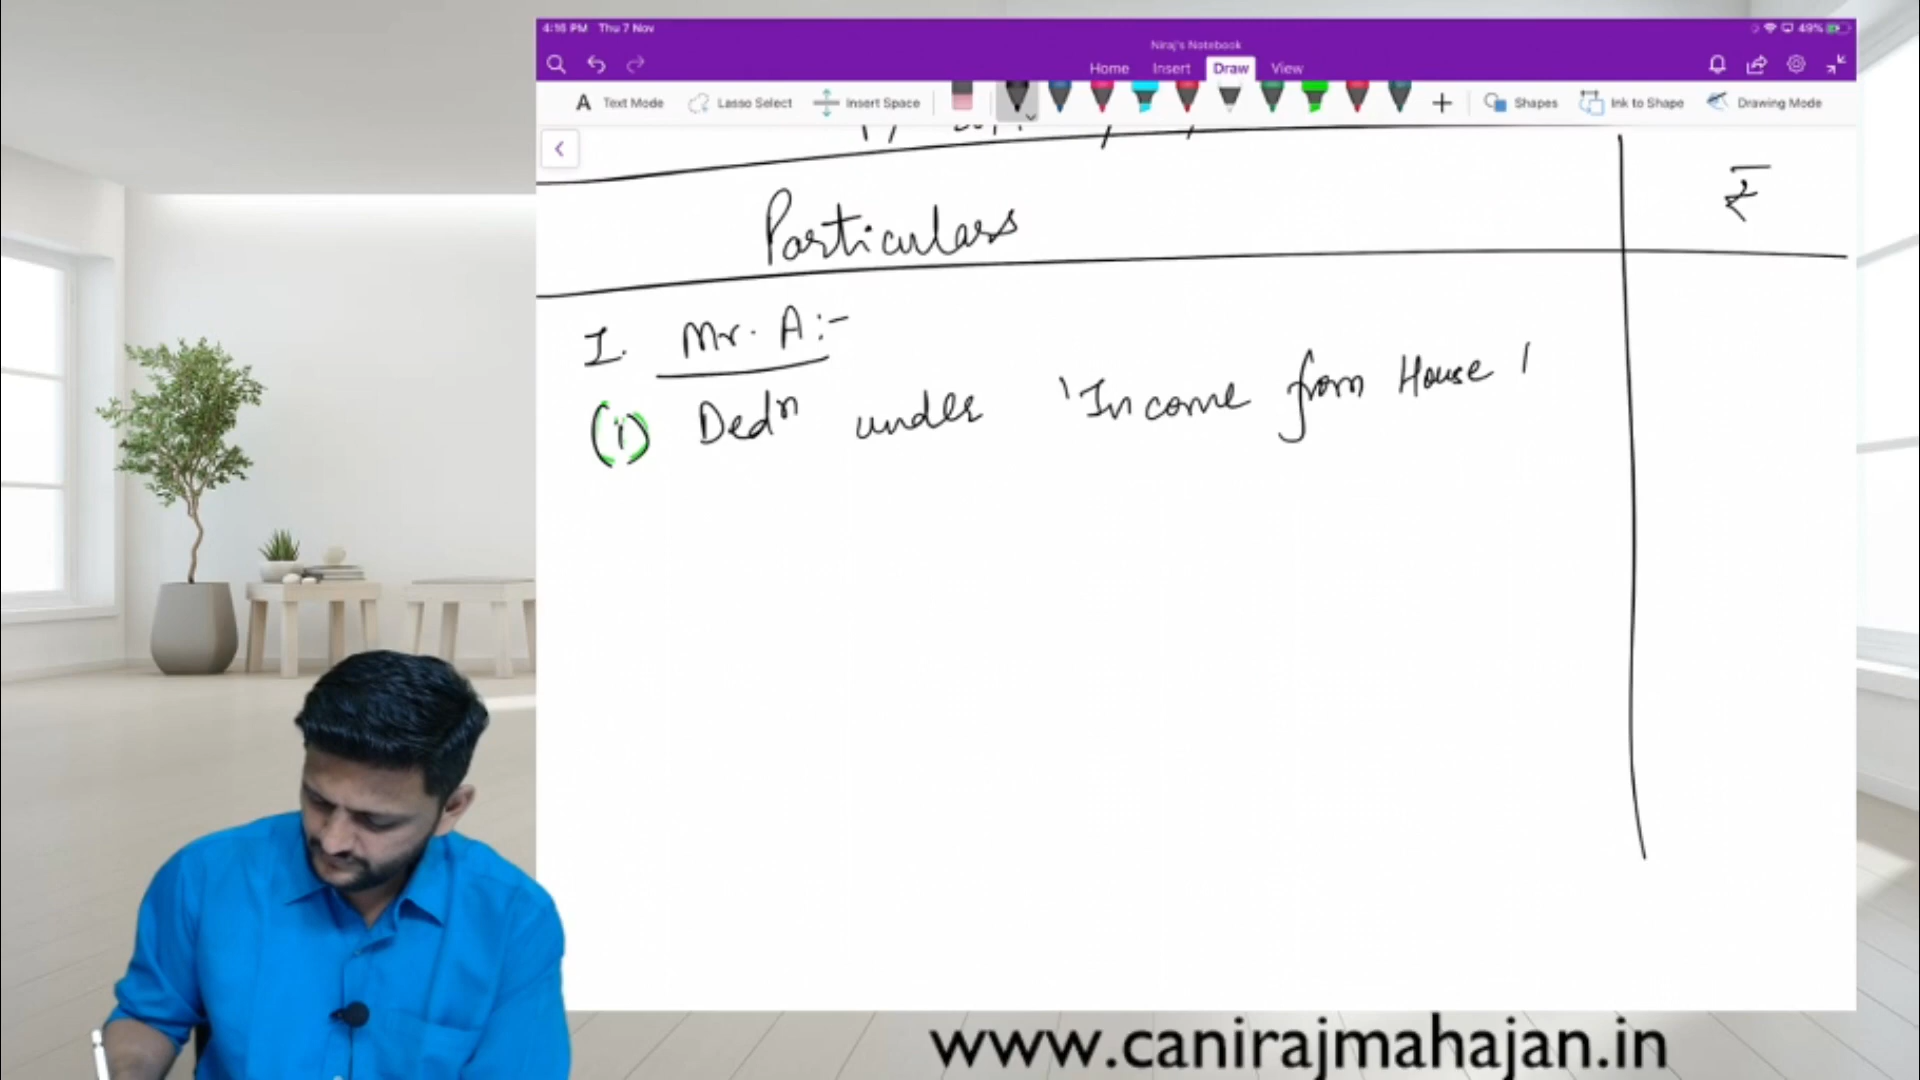 4:16 PM Thu 7 Nov
49%
Niraj's Notebook
Home Insert Draw View
Text Mode Lasso Select Insert Space Shapes Ink to Shape Drawing Mode
Particulars ₹
I. Mr. A:-
(i) Dedⁿ under 'Income from House'
www.canirajmahajan.in